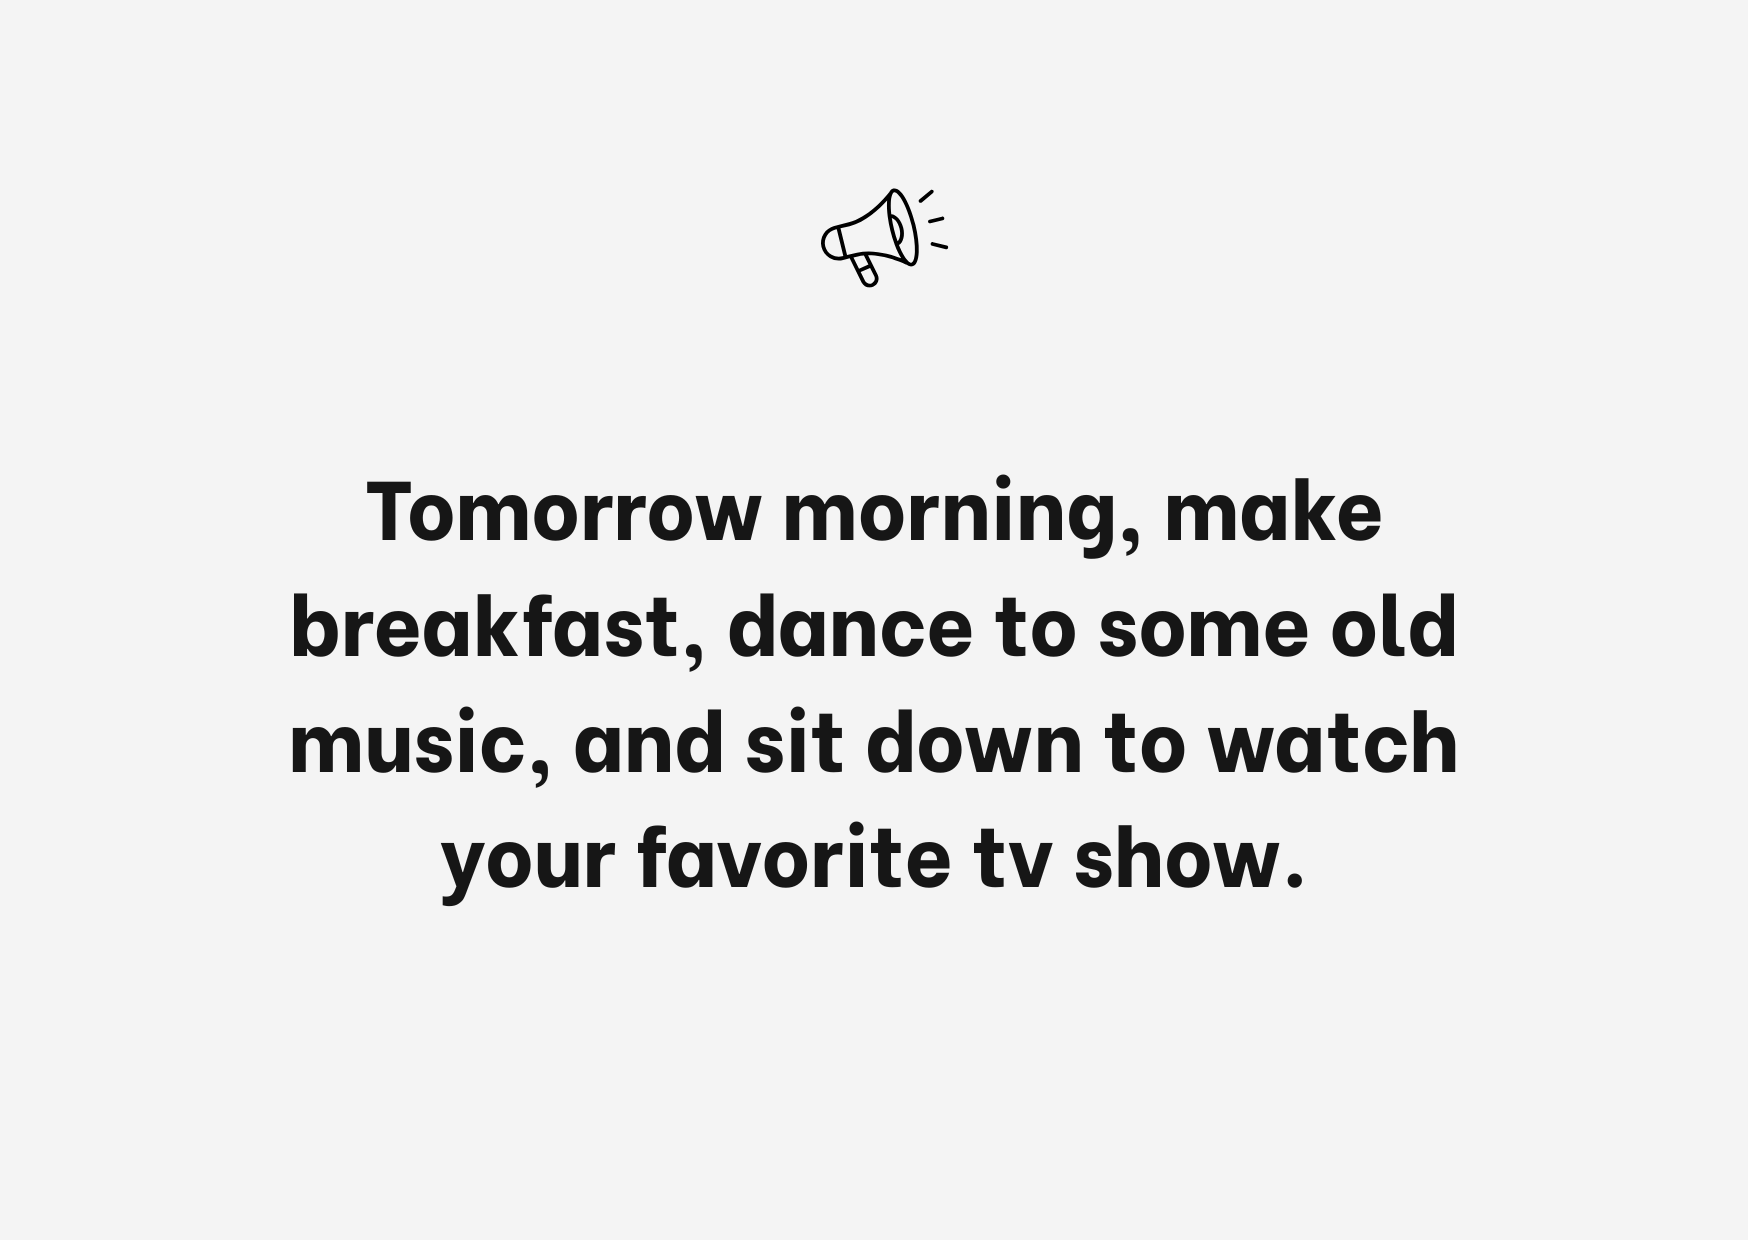 Tomorrow morning, make
breakfast, dance to some old
music, and sit down to watch
your favorite tv show.